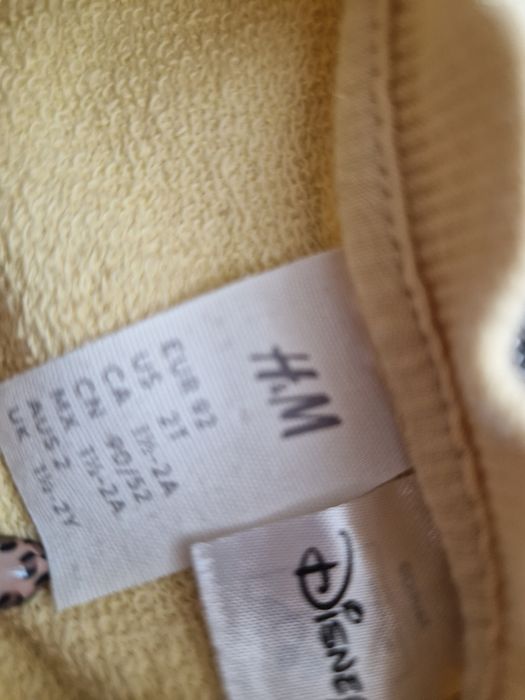 H&M
EUR 92
US 2T
CA 1½-2A
CN 90/52
MX 1½-2A
AUS 2
UK 1½-2Y
Disney